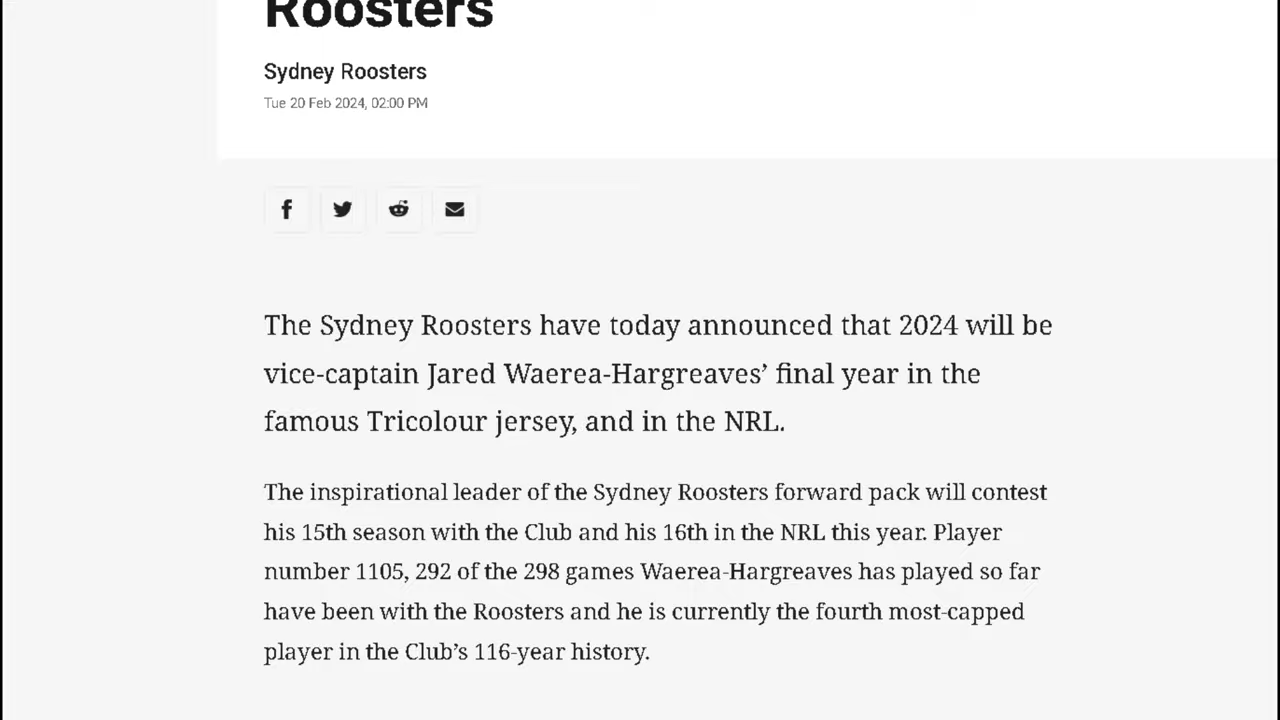 Roosters
Sydney Roosters
Tue 20 Feb 2024, 02:00 PM
The Sydney Roosters have today announced that 2024 will be
vice-captain Jared Waerea-Hargreaves’ final year in the
famous Tricolour jersey, and in the NRL.
The inspirational leader of the Sydney Roosters forward pack will contest
his 15th season with the Club and his 16th in the NRL this year. Player
number 1105, 292 of the 298 games Waerea-Hargreaves has played so far
have been with the Roosters and he is currently the fourth most-capped
player in the Club’s 116-year history.